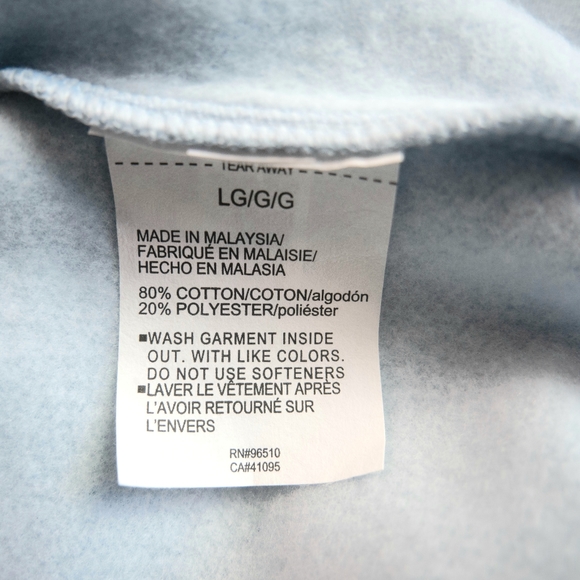 TEAR AWAY
LG/G/G
MADE IN MALAYSIA/
FABRIQUÉ EN MALAISIE/
HECHO EN MALASIA
80% COTTON/COTON/algodón
20% POLYESTER/poliéster
▪WASH GARMENT INSIDE
OUT. WITH LIKE COLORS.
DO NOT USE SOFTENERS
▪LAVER LE VÊTEMENT APRÈS
L'AVOIR RETOURNÉ SUR
L'ENVERS
RN#96510
CA#41095